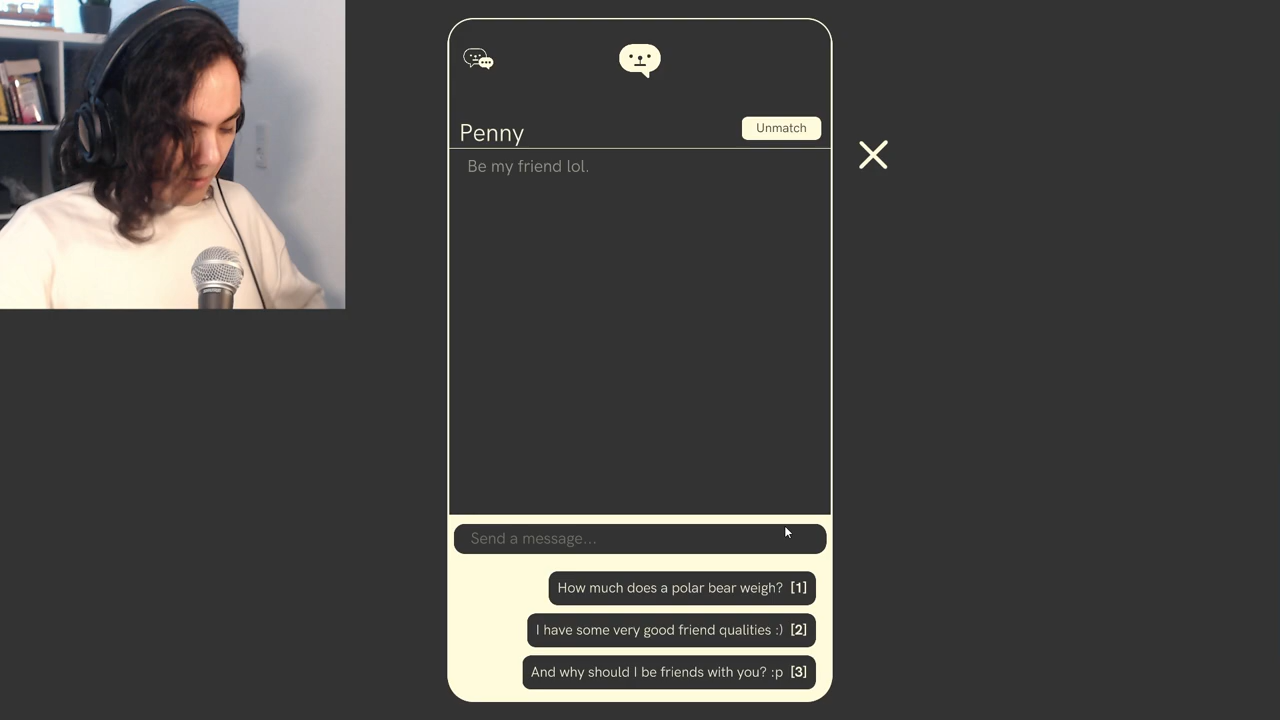 Penny
Unmatch
Be my friend lol.
Send a message...
How much does a polar bear weigh? [1]
I have some very good friend qualities :) [2]
And why should I be friends with you? :p [3]